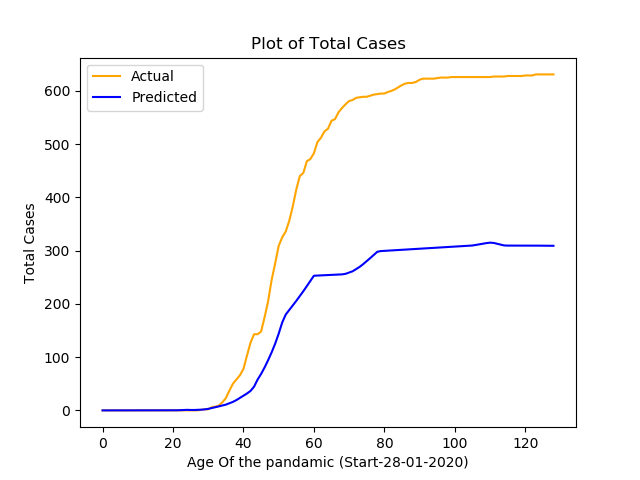 Plot of Total Cases
Actual
Predicted
600
500
400
300
200
100
0
Total Cases
0 20 40 60 80 100 120
Age Of the pandamic (Start-28-01-2020)